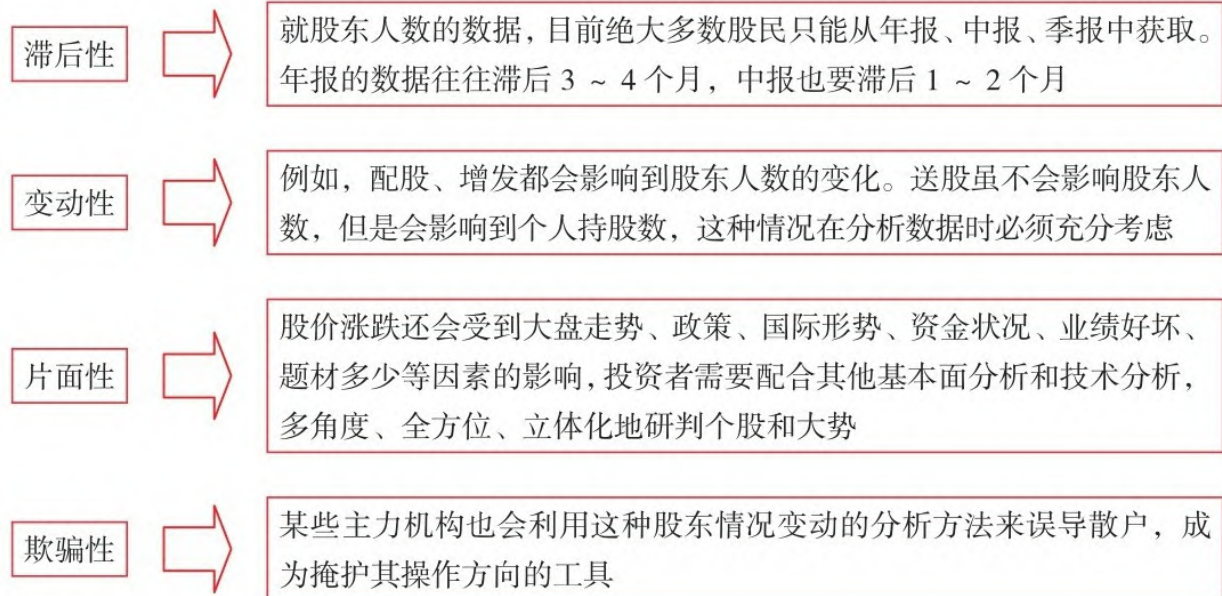 滞后性
就股东人数的数据，目前绝大多数股民只能从年报、中报、季报中获取。
年报的数据往往滞后 3 ~ 4 个月，中报也要滞后 1 ~ 2 个月
变动性
例如，配股、增发都会影响到股东人数的变化。送股虽不会影响股东人
数，但是会影响到个人持股数，这种情况在分析数据时必须充分考虑
片面性
股价涨跌还会受到大盘走势、政策、国际形势、资金状况、业绩好坏、
题材多少等因素的影响，投资者需要配合其他基本面分析和技术分析，
多角度、全方位、立体化地研判个股和大势
欺骗性
某些主力机构也会利用这种股东情况变动的分析方法来误导散户，成
为掩护其操作方向的工具